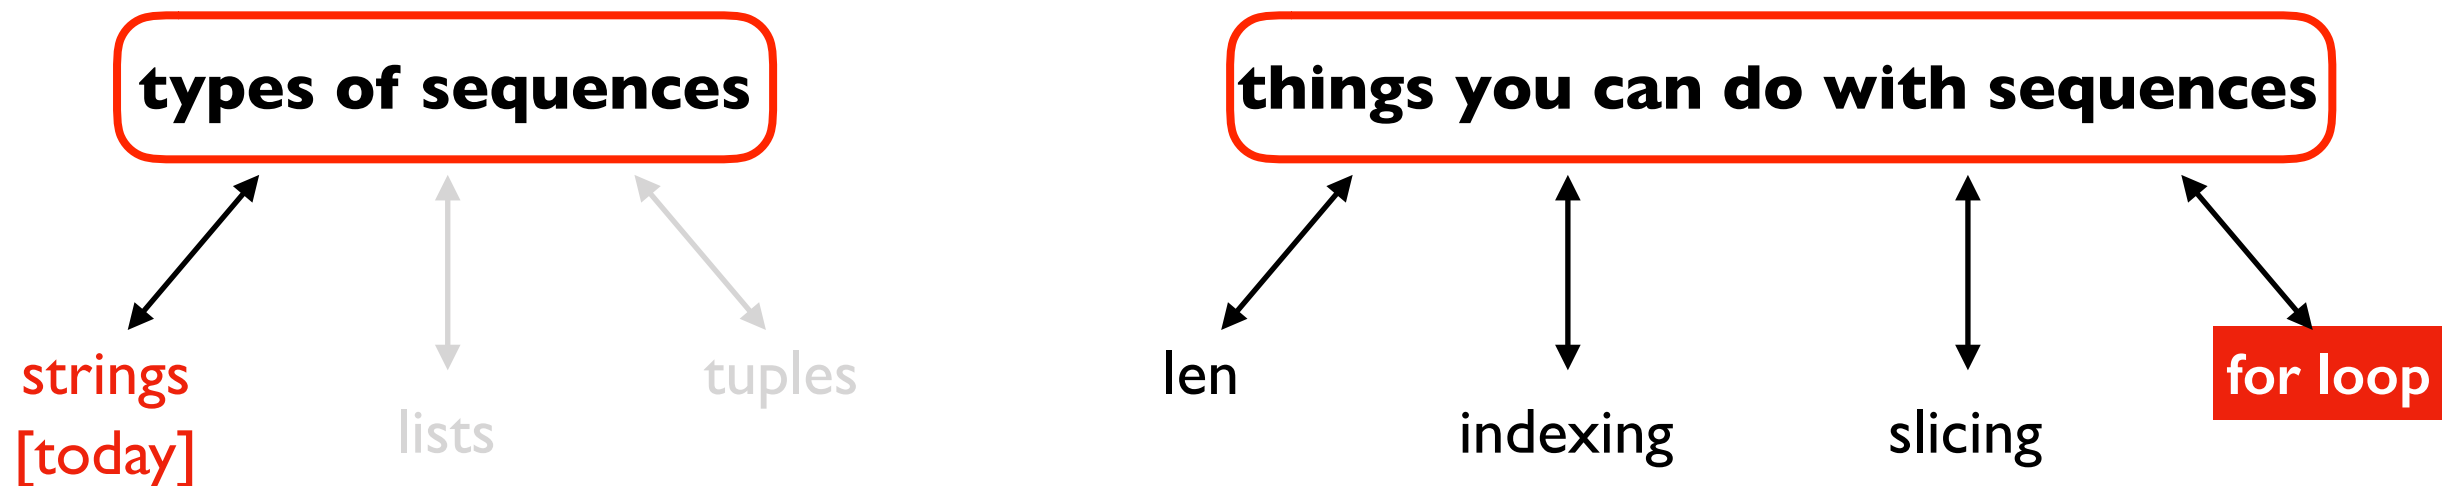 types of sequences
things you can do with sequences
strings
[today]
lists
tuples
len
indexing
slicing
for loop